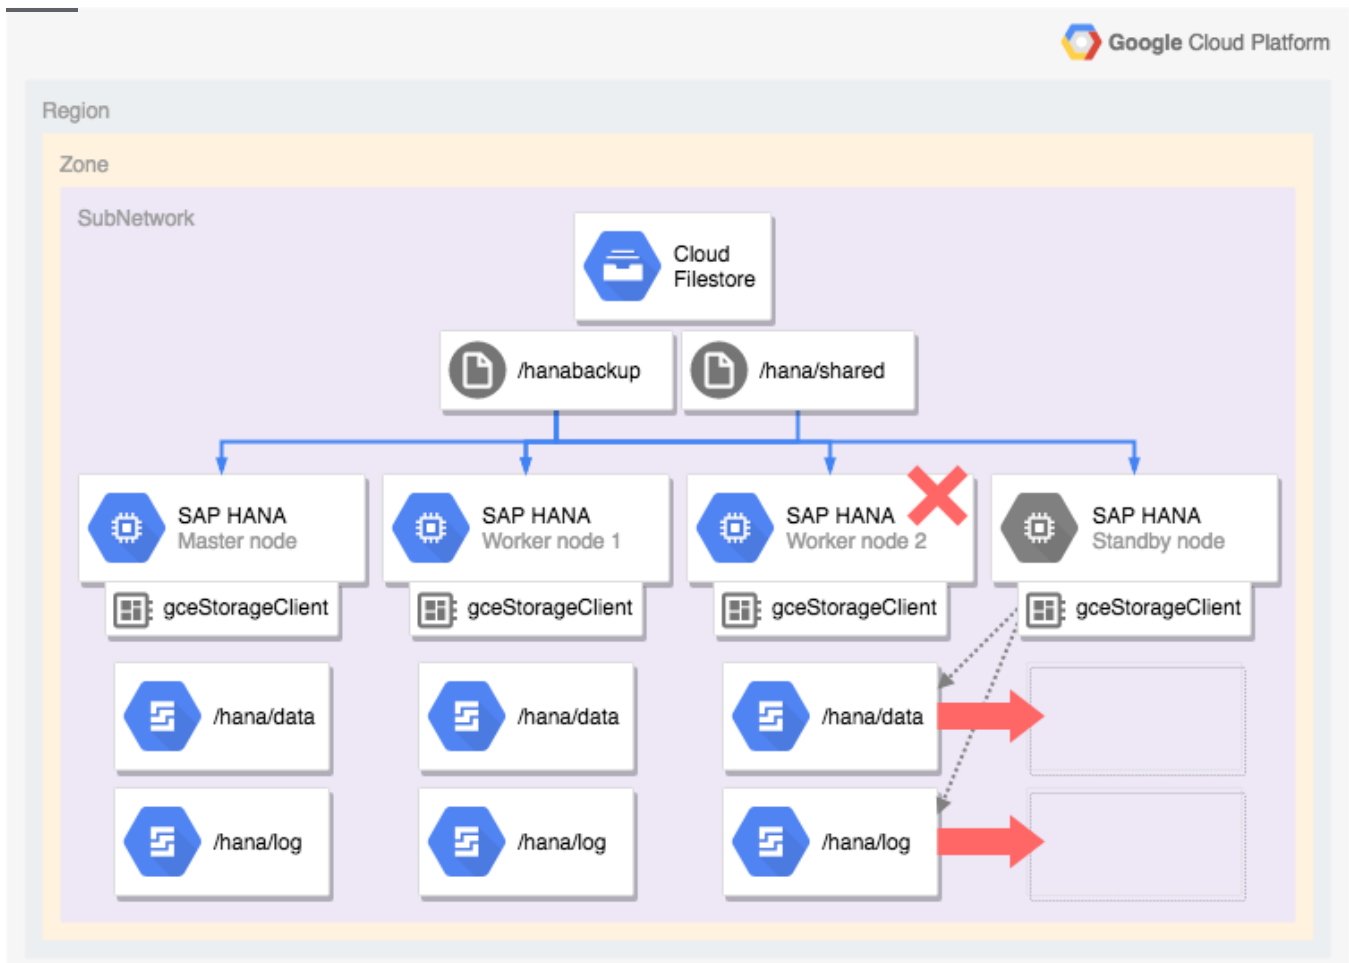 Google Cloud Platform
Region
Zone
SubNetwork
Cloud
Filestore
/hanabackup
/hana/shared
SAP HANA
Master node
SAP HANA
Worker node 1
SAP HANA
Worker node 2
SAP HANA
Standby node
gceStorageClient
gceStorageClient
gceStorageClient
gceStorageClient
/hana/data
/hana/data
/hana/data
/hana/log
/hana/log
/hana/log